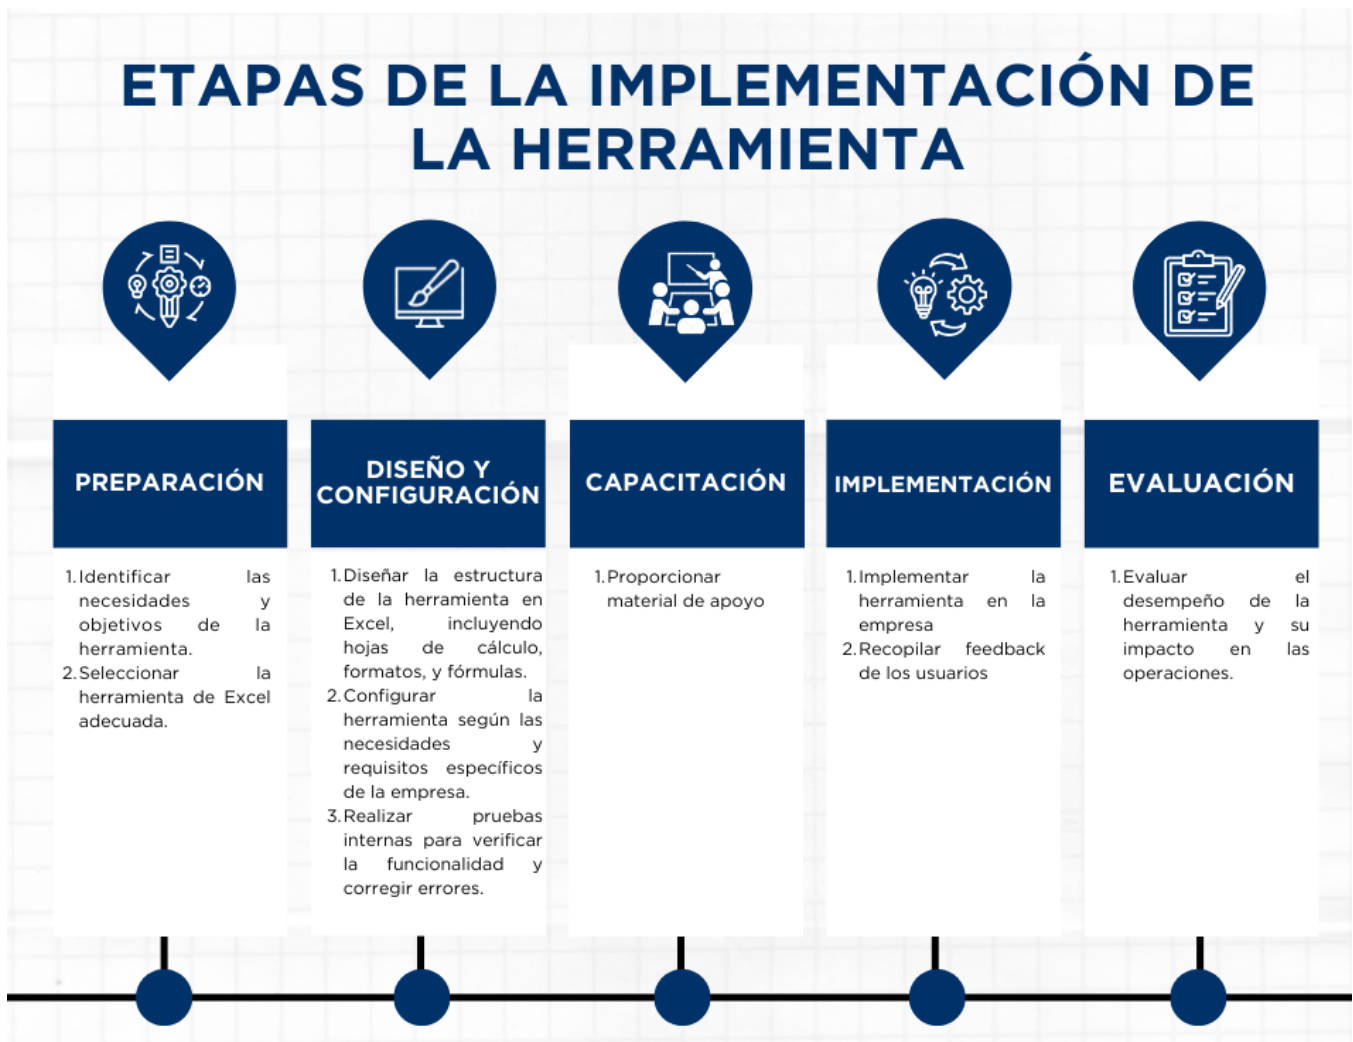 ETAPAS DE LA IMPLEMENTACIÓN DE
LA HERRAMIENTA
PREPARACIÓN
1. Identificar las
necesidades y
objetivos de la
herramienta.
2. Seleccionar la
herramienta de Excel
adecuada.
DISEÑO Y
CONFIGURACIÓN
1. Diseñar la estructura
de la herramienta en
Excel, incluyendo
hojas de cálculo,
formatos, y fórmulas.
2. Configurar la
herramienta según las
necesidades y
requisitos específicos
de la empresa.
3. Realizar pruebas
internas para verificar
la funcionalidad y
corregir errores.
CAPACITACIÓN
1. Proporcionar
material de apoyo
IMPLEMENTACIÓN
1. Implementar la
herramienta en la
empresa
2. Recopilar feedback
de los usuarios
EVALUACIÓN
1. Evaluar el
desempeño de la
herramienta y su
impacto en las
operaciones.